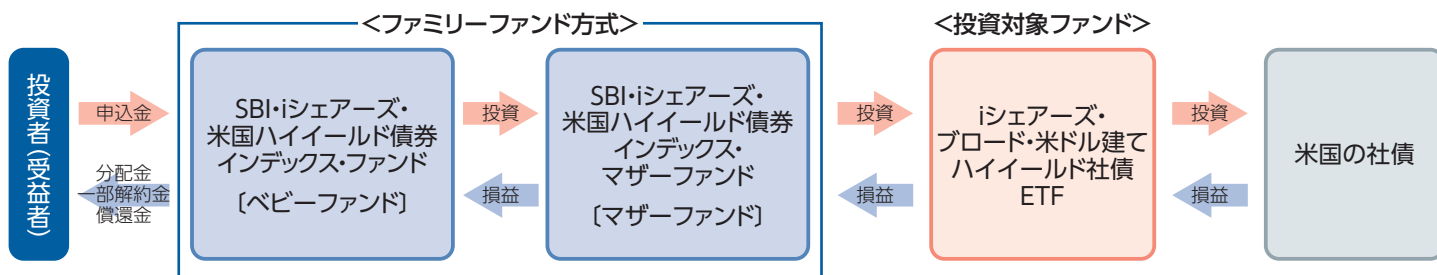 <ファミリーファンド方式>
<投資対象ファンド>
投資者(受益者)
申込金
分配金
一部解約金
償還金
SBI・iシェアーズ・
米国ハイイールド債券
インデックス・ファンド
〔ベビーファンド〕
投資
損益
SBI・iシェアーズ・
米国ハイイールド債券
インデックス・
マザーファンド
〔マザーファンド〕
投資
損益
iシェアーズ・
ブロード・米ドル建て
ハイイールド社債
ETF
投資
損益
米国の社債